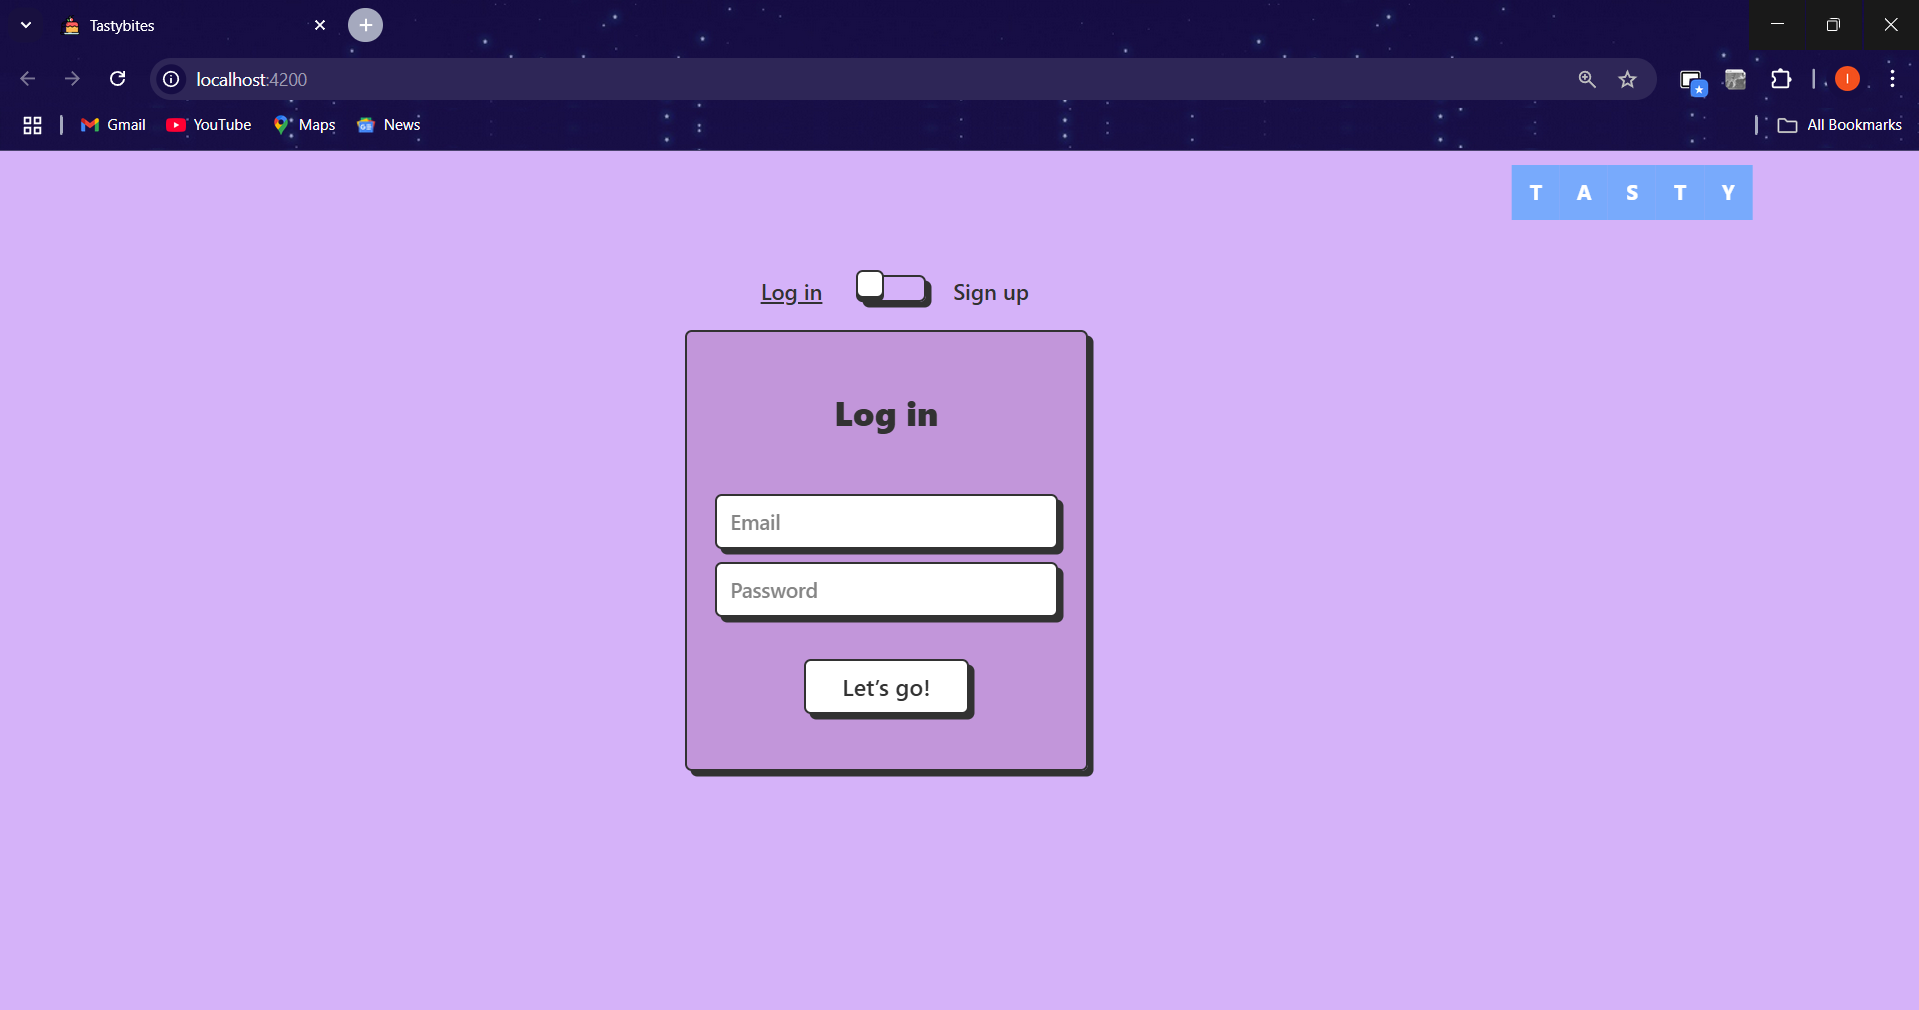 Tastybites
localhost:4200
I
Gmail YouTube Maps News All Bookmarks
T A S T Y
Log in Sign up
Log in
Email
Password
Let's go!